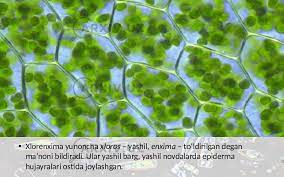 • Xlorenxima yunoncha xloros – yashil, enxima – to'ldirilgan degan
ma'noni bildiradi. Ular yashil barg, yashil novdalarda epiderma
hujayralari ostida joylashgan.